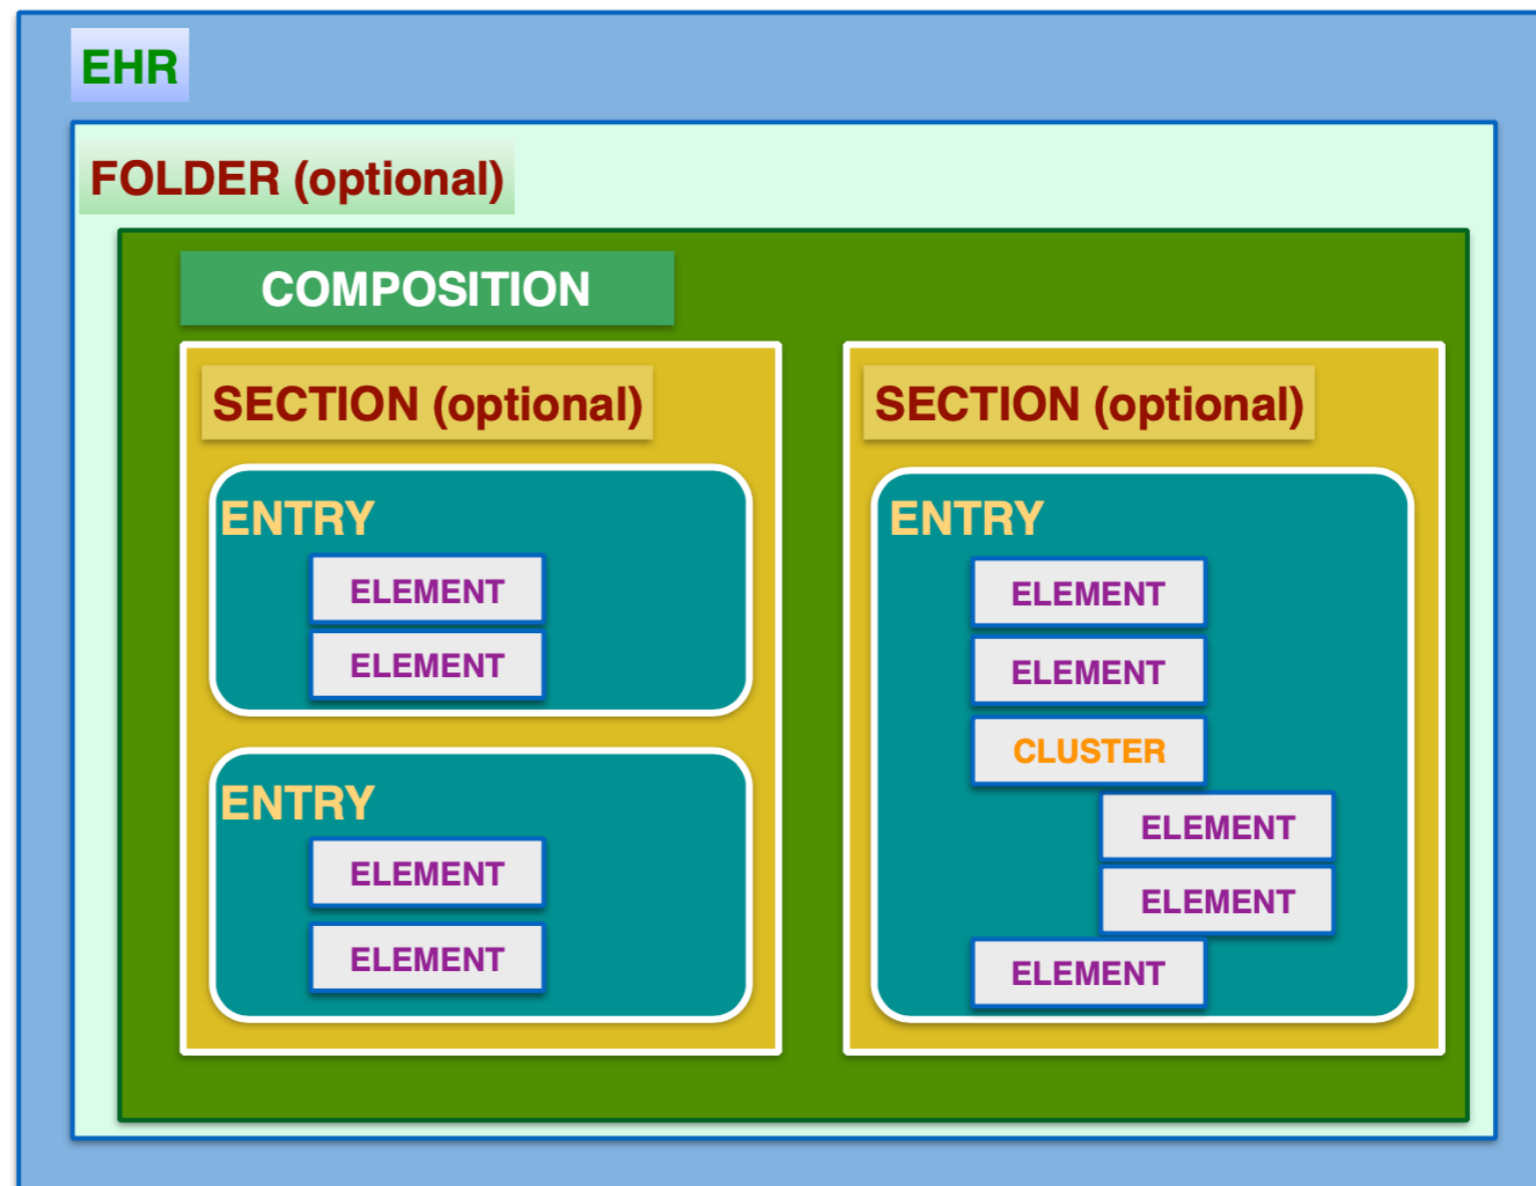 EHR
FOLDER (optional)
COMPOSITION
SECTION (optional)
ENTRY
ELEMENT
ELEMENT
ENTRY
ELEMENT
ELEMENT
SECTION (optional)
ENTRY
ELEMENT
ELEMENT
CLUSTER
ELEMENT
ELEMENT
ELEMENT